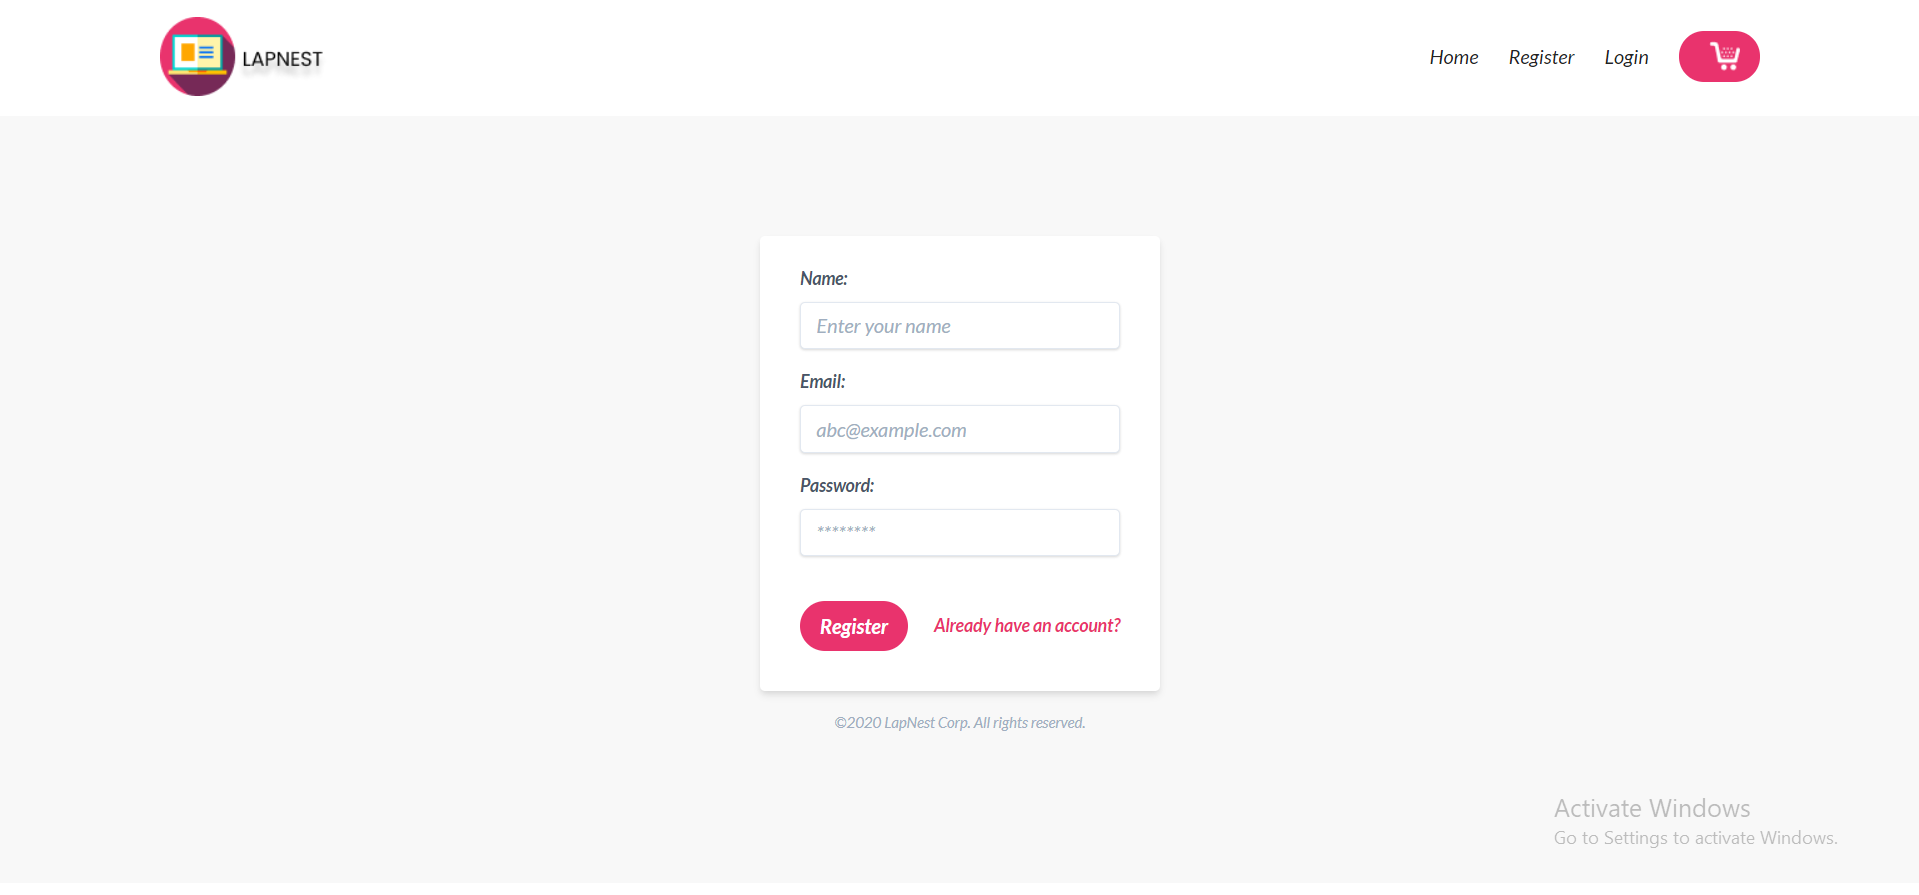 LAPNEST
Home Register Login
Name:
Enter your name
Email:
abc@example.com
Password:
********
Register Already have an account?
©2020 LapNest Corp. All rights reserved.
Activate Windows
Go to Settings to activate Windows.